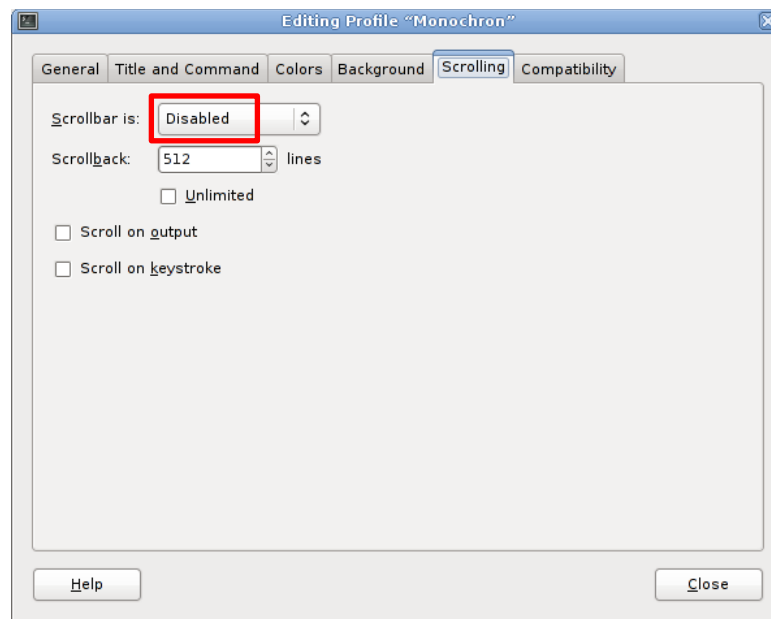 Editing Profile “Monochron”
General Title and Command Colors Background Scrolling Compatibility
Scrollbar is: Disabled
Scrollback: 512 lines
Unlimited
Scroll on output
Scroll on keystroke
Help Close